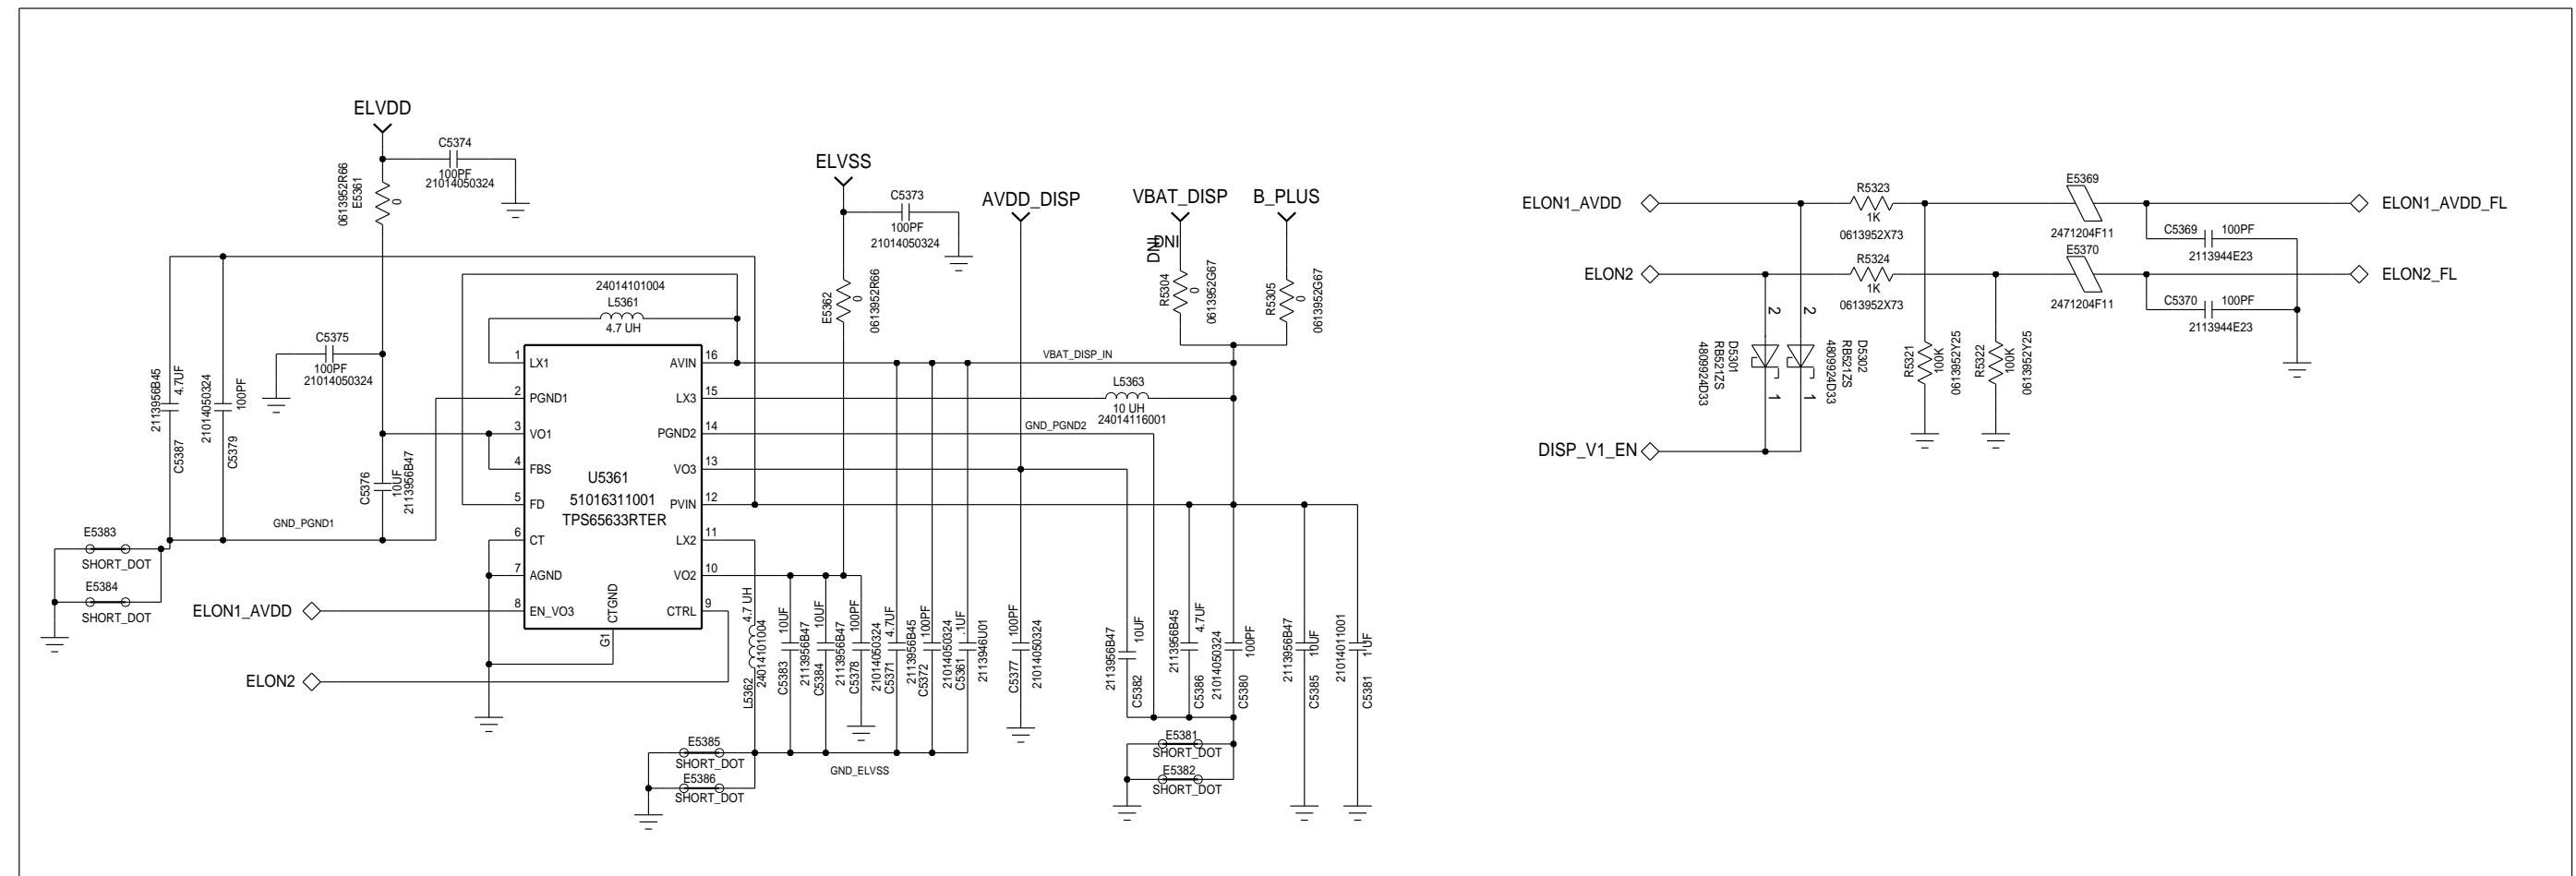 ELVDD
C5374
100PF
21014050324
0613952R66
E5361
0
ELVSS
C5373
100PF
21014050324
E5362
0
0613952R66
AVDD_DISP
VBAT_DISP
B_PLUS
DNI
DNI
R5304
0
0613952G67
R5305
0
0613952G67
24014101004
L5361
4.7 UH
C5375
100PF
21014050324
2113956B45
4.7UF
C5387
21014050324
100PF
C5379
C5376
10UF
2113956B47
GND_PGND1
E5383
SHORT_DOT
E5384
SHORT_DOT
ELON1_AVDD
ELON2
1
LX1
2
PGND1
3
VO1
4
FBS
5
FD
6
CT
7
AGND
8
EN_VO3
U5361
51016311001
TPS65633RTER
CTGND
G1
AVIN
16
LX3
15
PGND2
14
VO3
13
PVIN
12
LX2
11
VO2
10
CTRL
9
VBAT_DISP_IN
L5363
10 UH
24014116001
GND_PGND2
4.7 UH
24014101004
L5362
10UF
2113956B47
C5383
10UF
2113956B47
C5384
100PF
21014050324
C5378
4.7UF
2113956B45
C5371
100PF
21014050324
C5372
.1UF
2113946U01
C5361
100PF
21014050324
C5377
10UF
2113956B47
C5382
4.7UF
2113956B45
C5386
100PF
21014050324
C5380
10UF
2113956B47
C5385
1 UF
21014011001
C5381
E5385
SHORT_DOT
E5386
SHORT_DOT
GND_ELVSS
E5381
SHORT_DOT
E5382
SHORT_DOT
ELON1_AVDD
R5323
1K
0613952X73
E5369
2471204F11
ELON1_AVDD_FL
C5369
100PF
2113944E23
ELON2
R5324
1K
0613952X73
E5370
2471204F11
ELON2_FL
C5370
100PF
2113944E23
2
2
D5301
RB521ZS
4809924D33
1
D5302
RB521ZS
4809924D33
1
R5321
100K
0613952Y25
R5322
100K
0613952Y25
DISP_V1_EN